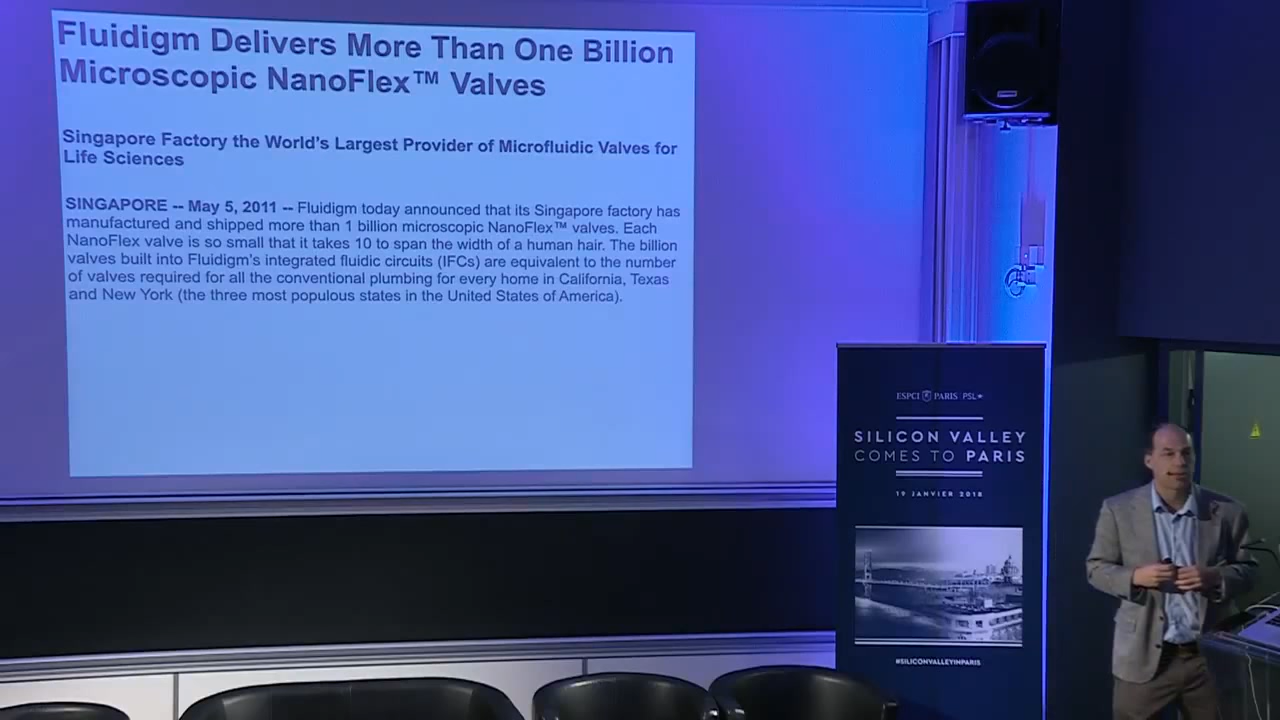 Fluidigm Delivers More Than One Billion
Microscopic NanoFlex™ Valves
Singapore Factory the World's Largest Provider of Microfluidic Valves for
Life Sciences
SINGAPORE -- May 5, 2011 -- Fluidigm today announced that its Singapore factory has
manufactured and shipped more than 1 billion microscopic NanoFlex™ valves. Each
NanoFlex valve is so small that it takes 10 to span the width of a human hair. The billion
valves built into Fluidigm's integrated fluidic circuits (IFCs) are equivalent to the number
of valves required for all the conventional plumbing for every home in California, Texas
and New York (the three most populous states in the United States of America).
ESPCI PARIS PSL★
SILICON VALLEY
COMES TO PARIS
19 JANVIER 2018
#SILICONVALLEYINPARIS